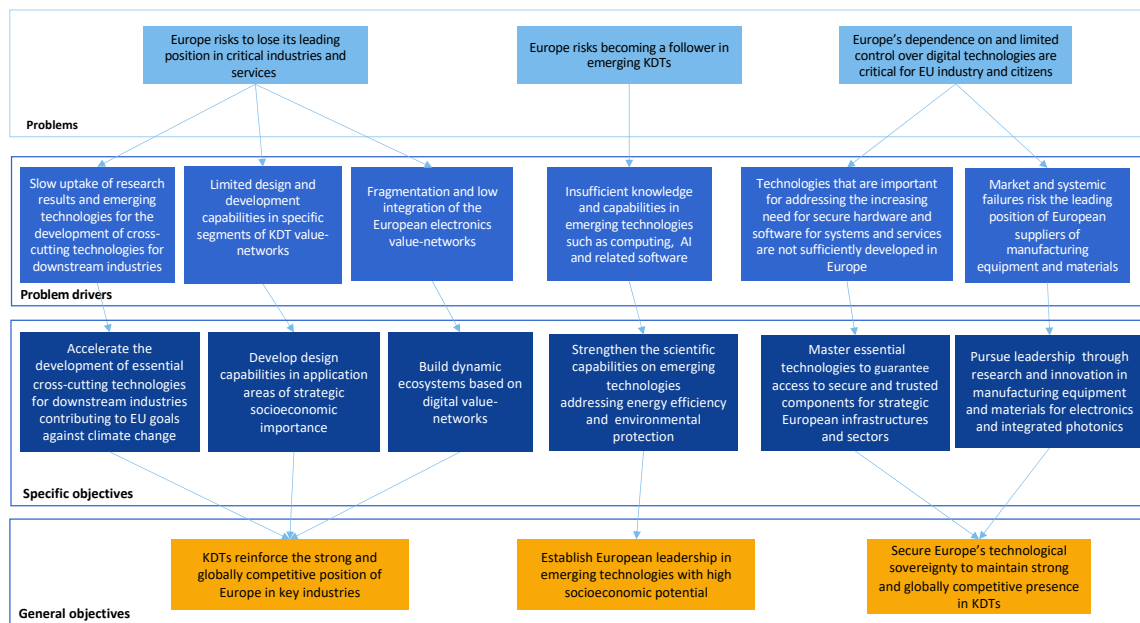 Europe risks to lose its leading
position in critical industries and
services
Europe risks becoming a follower in
emerging KDTs
Europe's dependence on and limited
control over digital technologies are
critical for EU industry and citizens
Problems
Slow uptake of research
results and emerging
technologies for the
development of cross-
cutting technologies for
downstream industries
Limited design and
development
capabilities in specific
segments of KDT value-
networks
Fragmentation and low
integration of the
European electronics
value-networks
Insufficient knowledge
and capabilities in
emerging technologies
such as computing, AI
and related software
Technologies that are important
for addressing the increasing
need for secure hardware and
software for systems and services
are not sufficiently developed in
Europe
Market and systemic
failures risk the leading
position of European
suppliers of
manufacturing
equipment and materials
Problem drivers
Accelerate the
development of essential
cross-cutting technologies
for downstream industries
contributing to EU goals
against climate change
Develop design
capabilities in application
areas of strategic
socioeconomic
importance
Build dynamic
ecosystems based on
digital value-
networks
Strengthen the scientific
capabilities on emerging
technologies
addressing energy efficiency
and environmental
protection
Master essential
technologies to guarantee
access to secure and trusted
components for strategic
European infrastructures
and sectors
Pursue leadership through
research and innovation in
manufacturing equipment
and materials for electronics
and integrated photonics
Specific objectives
KDTs reinforce the strong and
globally competitive position of
Europe in key industries
Establish European leadership in
emerging technologies with high
socioeconomic potential
Secure Europe's technological
sovereignty to maintain strong
and globally competitive presence
in KDTs
General objectives